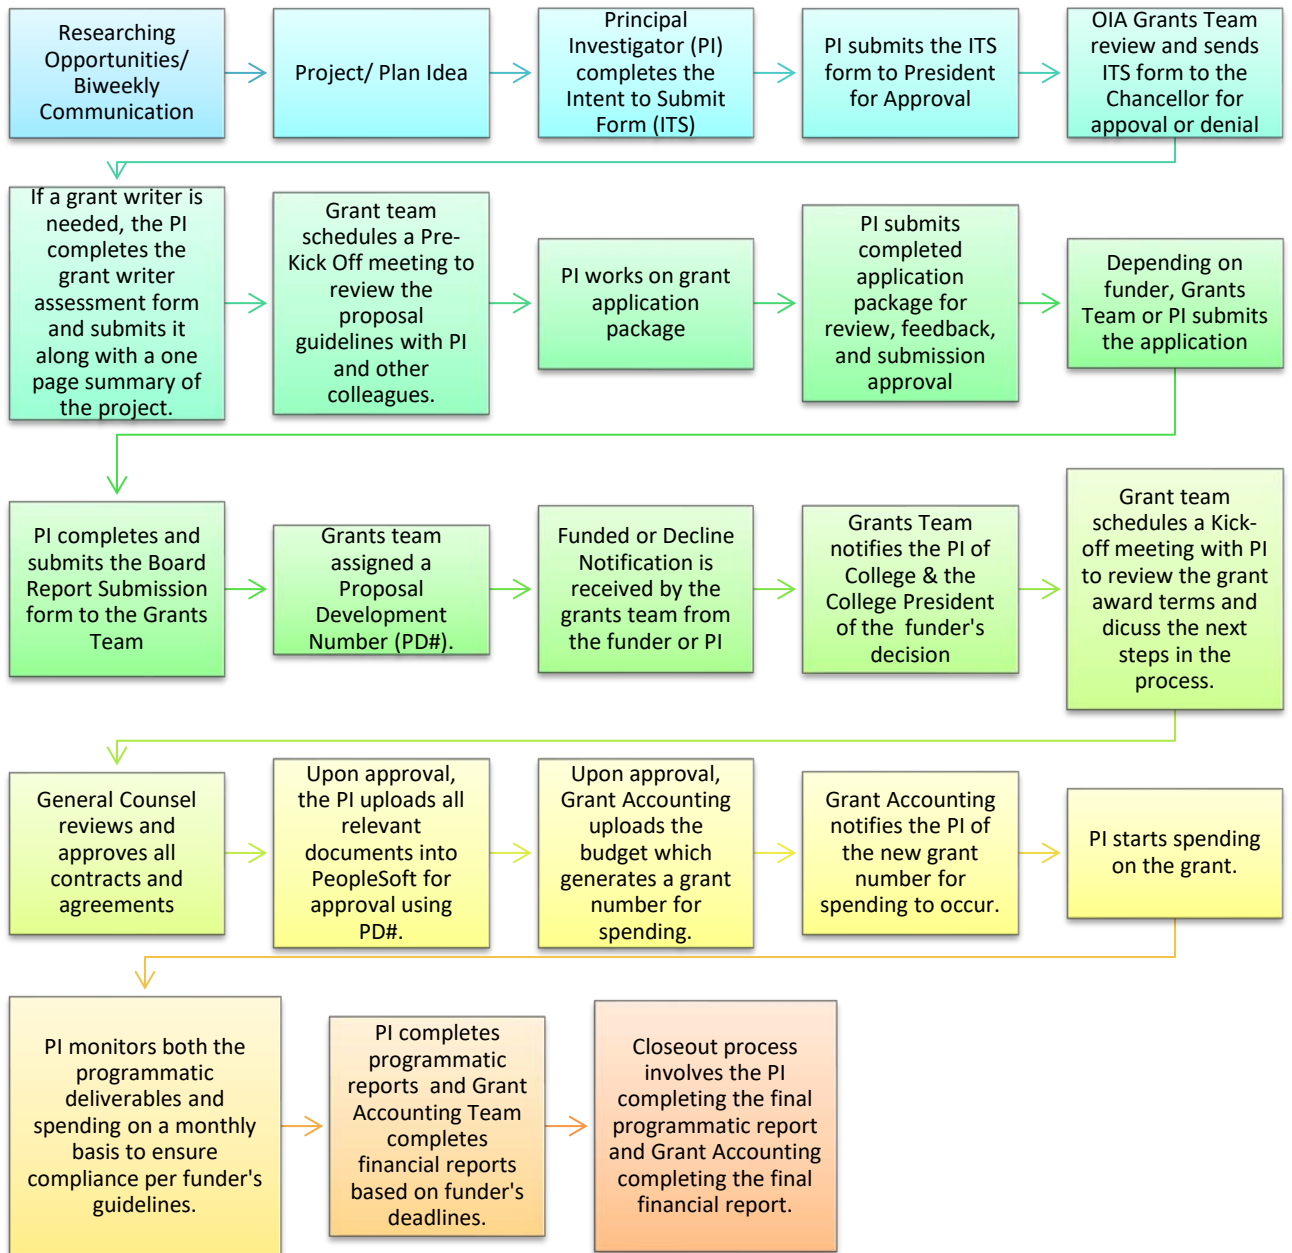 Researching
Opportunities/
Biweekly
Communication
Project/ Plan Idea
Principal
Investigator (PI)
completes the
Intent to Submit
Form (ITS)
PI submits the ITS
form to President
for Approval
OIA Grants Team
review and sends
ITS form to the
Chancellor for
appoval or denial
If a grant writer is
needed, the PI
completes the
grant writer
assessment form
and submits it
along with a one
page summary of
the project.
Grant team
schedules a Pre-
Kick Off meeting to
review the
proposal
guidelines with PI
and other
colleagues.
PI works on grant
application
package
PI submits
completed
application
package for
review, feedback,
and submission
approval
Depending on
funder, Grants
Team or PI submits
the application
PI completes and
submits the Board
Report Submission
form to the Grants
Team
Grants team
assigned a
Proposal
Development
Number (PD#).
Funded or Decline
Notification is
received by the
grants team from
the funder or PI
Grants Team
notifies the PI of
College & the
College President
of the  funder's
decision
Grant team
schedules a Kick-
off meeting with PI
to review the grant
award terms and
dicuss the next
steps in the
process.
General Counsel
reviews and
approves all
contracts and
agreements
Upon approval,
the PI uploads all
relevant
documents into
PeopleSoft for
approval using
PD#.
Upon approval,
Grant Accounting
uploads the
budget which
generates a grant
number for
spending.
Grant Accounting
notifies the PI of
the new grant
number for
spending to occur.
PI starts spending
on the grant.
PI monitors both the
programmatic
deliverables and
spending on a monthly
basis to ensure
compliance per funder's
guidelines.
PI completes
programmatic
reports  and Grant
Accounting Team
completes
financial reports
based on funder's
deadlines.
Closeout process
involves the PI
completing the final
programmatic report
and Grant Accounting
completing the final
financial report.